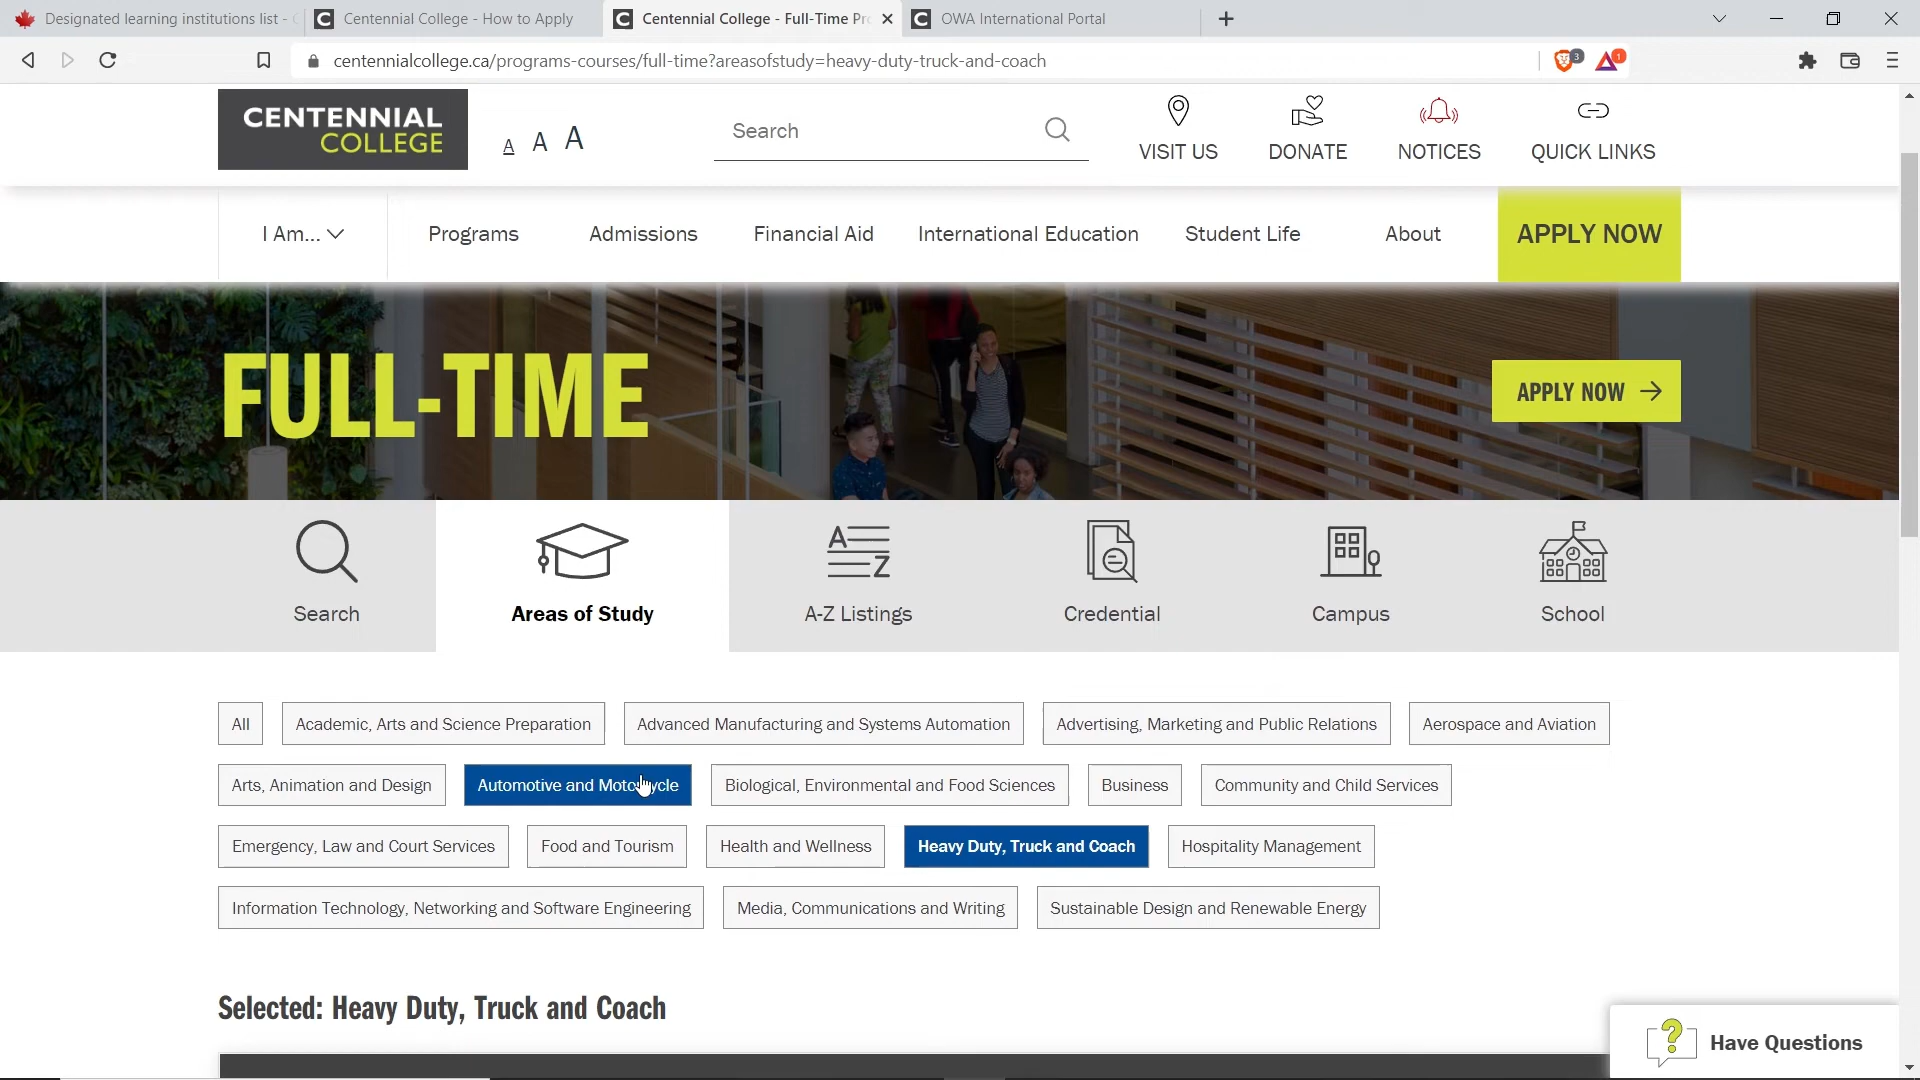 Designated learning institutions list -
Centennial College - How to Apply
Centennial College - Full-Time Pr
OWA International Portal
centennialcollege.ca/programs-courses/full-time?areasofstudy=heavy-duty-truck-and-coach
3
1
CENTENNIAL
COLLEGE
A A A
Search
VISIT US
DONATE
NOTICES
QUICK LINKS
I Am...
Programs
Admissions
Financial Aid
International Education
Student Life
About
APPLY NOW
FULL-TIME
APPLY NOW
A
Z
Search
Areas of Study
A-Z Listings
Credential
Campus
School
All
Academic, Arts and Science Preparation
Advanced Manufacturing and Systems Automation
Advertising, Marketing and Public Relations
Aerospace and Aviation
Arts, Animation and Design
Automotive and Motorcycle
Biological, Environmental and Food Sciences
Business
Community and Child Services
Emergency, Law and Court Services
Food and Tourism
Health and Wellness
Heavy Duty, Truck and Coach
Hospitality Management
Information Technology, Networking and Software Engineering
Media, Communications and Writing
Sustainable Design and Renewable Energy
Selected: Heavy Duty, Truck and Coach
? Have Questions